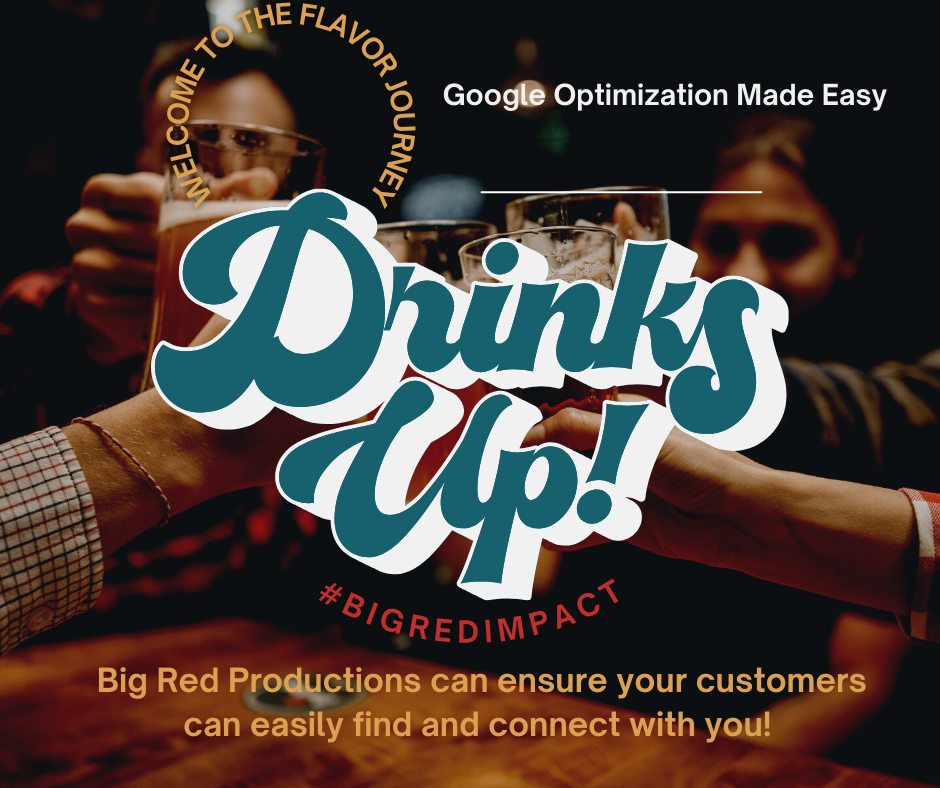 WELCOME TO THE FLAVOR JOURNEY
Google Optimization Made Easy
Drinks
Up!
#BIGREDIMPACT
Big Red Productions can ensure your customers
can easily find and connect with you!